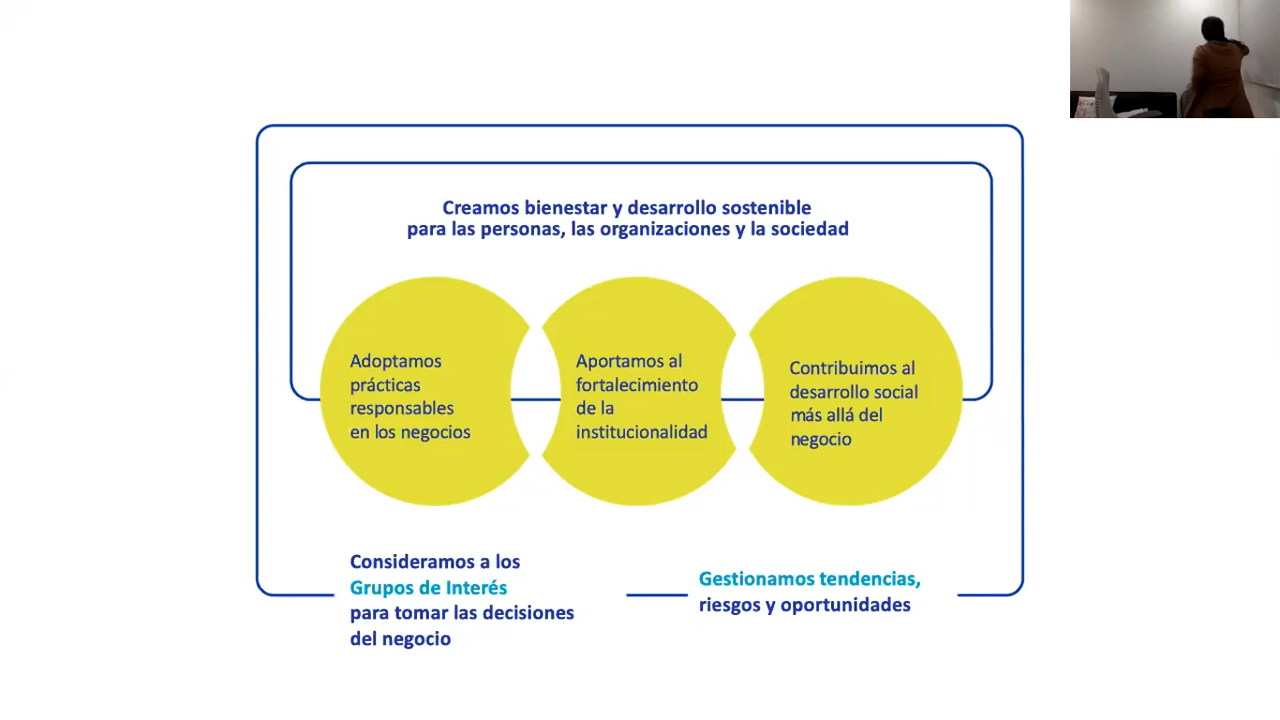 Creamos bienestar y desarrollo sostenible
para las personas, las organizaciones y la sociedad
Adoptamos
prácticas
responsables
en los negocios
Aportamos al
fortalecimiento
de la
institucionalidad
Contribuimos al
desarrollo social
más allá del
negocio
Consideramos a los
Grupos de Interés
para tomar las decisiones
del negocio
Gestionamos tendencias,
riesgos y oportunidades